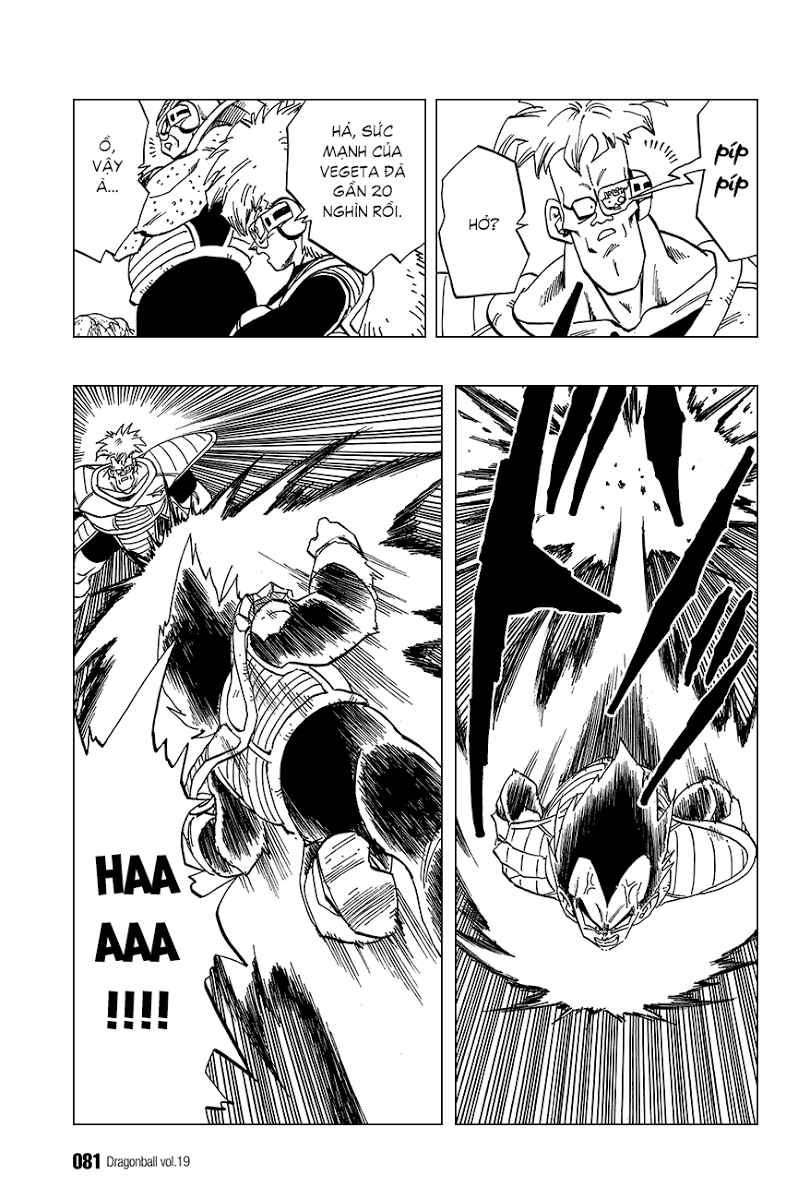 píp
píp
HỞ?
HẢ, SỨC
MẠNH CỦA
VEGETA ĐÃ
GẦN 20
NGHÌN RỒI.
Ồ,
VẬY
À...
HAA
AAA
!!!!
081 Dragonball vol.19